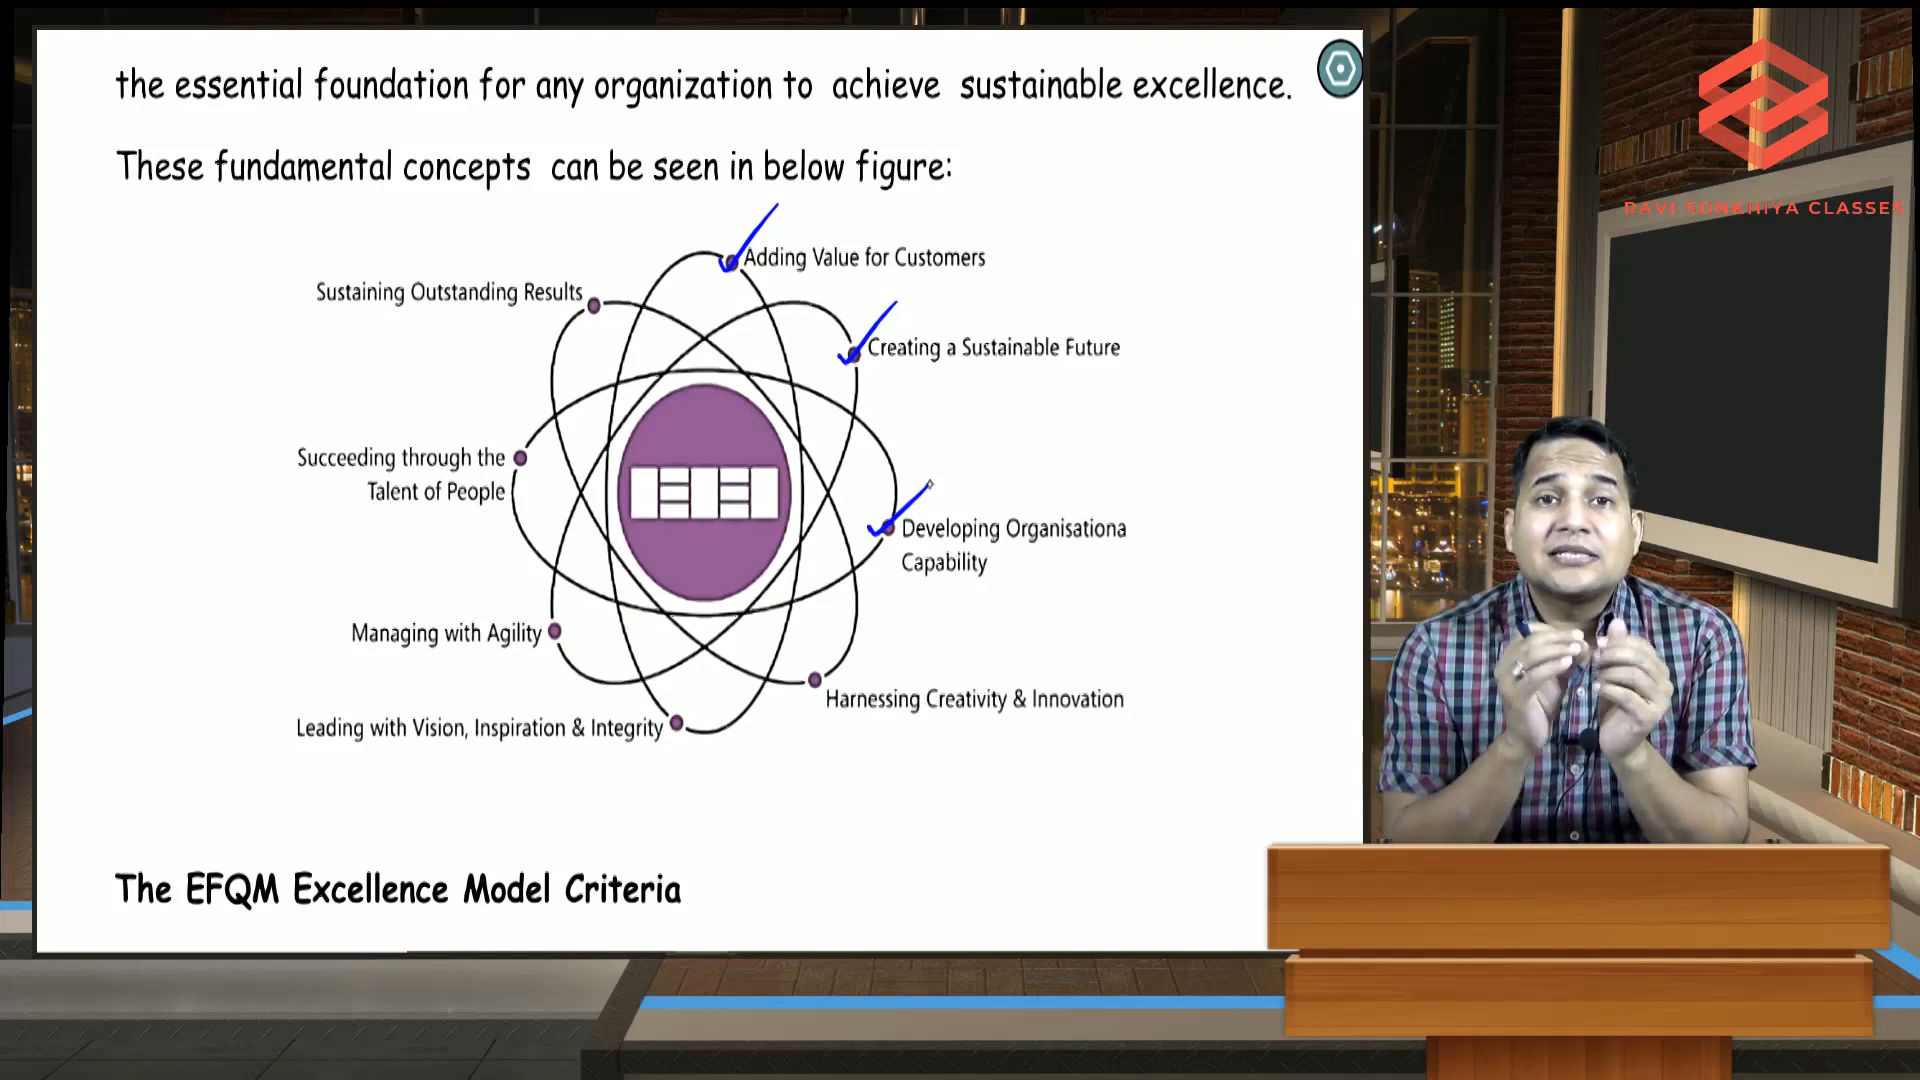 the essential foundation for any organization to achieve sustainable excellence.
These fundamental concepts can be seen in below figure:
Adding Value for Customers
Sustaining Outstanding Results
Creating a Sustainable Future
Succeeding through the
Talent of People
Developing Organisationa
Capability
Managing with Agility
Harnessing Creativity & Innovation
Leading with Vision, Inspiration & Integrity
The EFQM Excellence Model Criteria
RAVI SONKHIYA CLASSES